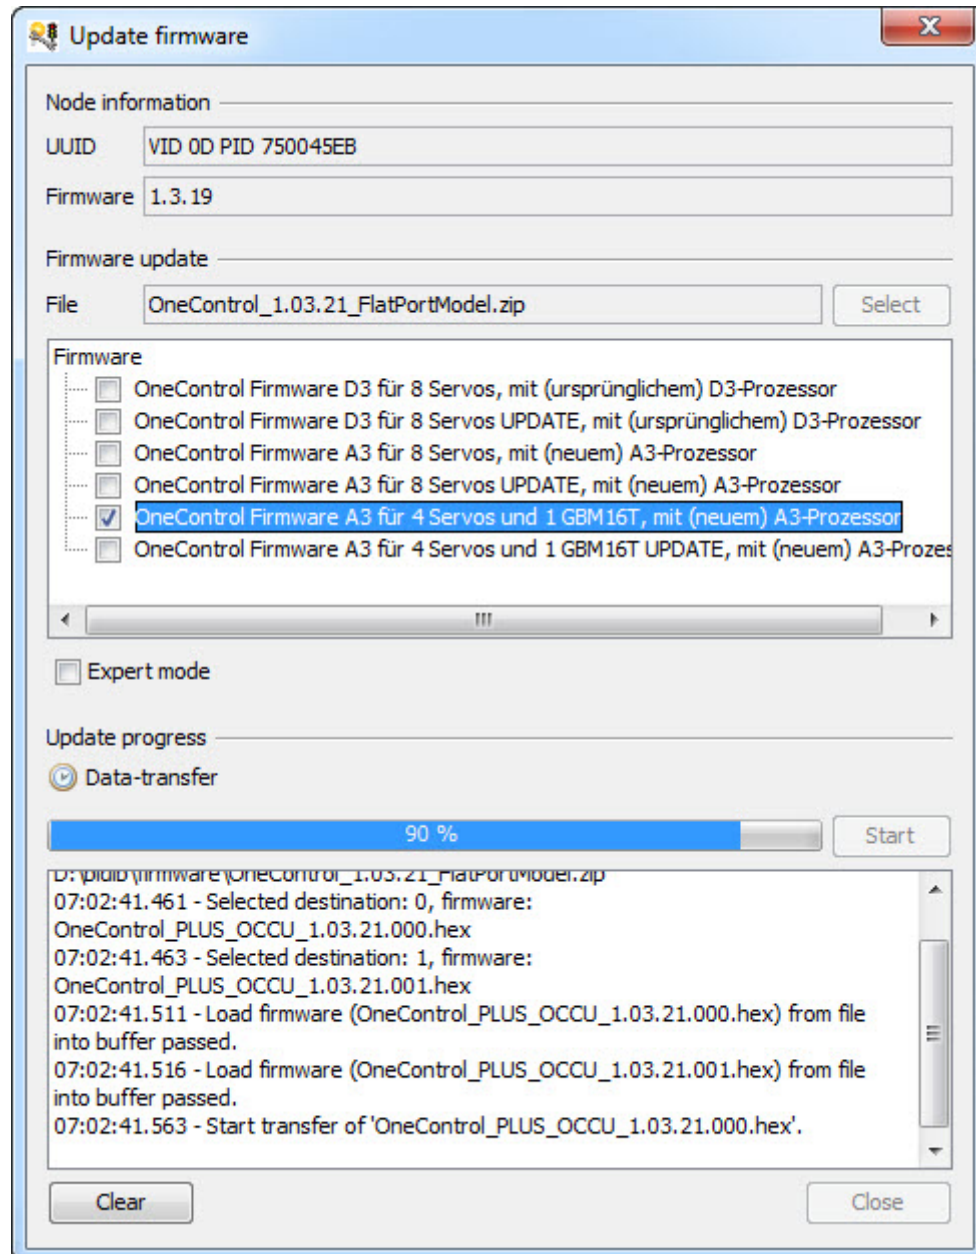 Update firmware
Node information
UUID VID 0D PID 750045EB
Firmware 1.3.19
Firmware update
File OneControl_1.03.21_FlatPortModel.zip Select
Firmware
OneControl Firmware D3 für 8 Servos, mit (ursprünglichem) D3-Prozessor
OneControl Firmware D3 für 8 Servos UPDATE, mit (ursprünglichem) D3-Prozessor
OneControl Firmware A3 für 8 Servos, mit (neuem) A3-Prozessor
OneControl Firmware A3 für 8 Servos UPDATE, mit (neuem) A3-Prozessor
OneControl Firmware A3 für 4 Servos und 1 GBM16T, mit (neuem) A3-Prozessor
OneControl Firmware A3 für 4 Servos und 1 GBM16T UPDATE, mit (neuem) A3-Prozes
Expert mode
Update progress
Data-transfer
90 % Start
D:\bidib\firmware\OneControl_1.03.21_FlatPortModel.zip
07:02:41.461 - Selected destination: 0, firmware:
OneControl_PLUS_OCCU_1.03.21.000.hex
07:02:41.463 - Selected destination: 1, firmware:
OneControl_PLUS_OCCU_1.03.21.001.hex
07:02:41.511 - Load firmware (OneControl_PLUS_OCCU_1.03.21.000.hex) from file
into buffer passed.
07:02:41.516 - Load firmware (OneControl_PLUS_OCCU_1.03.21.001.hex) from file
into buffer passed.
07:02:41.563 - Start transfer of 'OneControl_PLUS_OCCU_1.03.21.000.hex'.
Clear Close